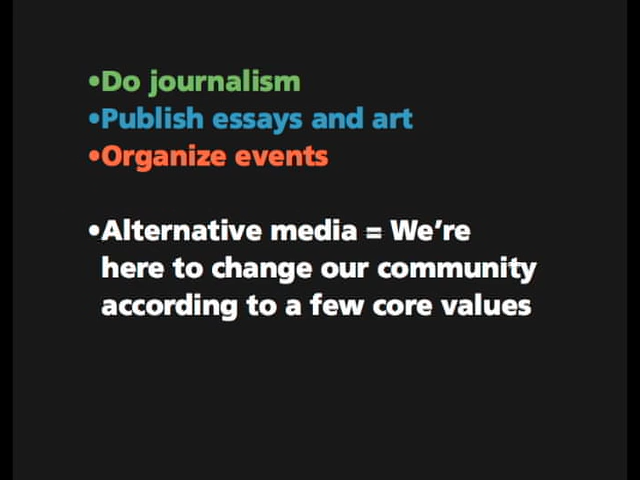 •Do journalism
•Publish essays and art
•Organize events
•Alternative media = We’re
here to change our community
according to a few core values